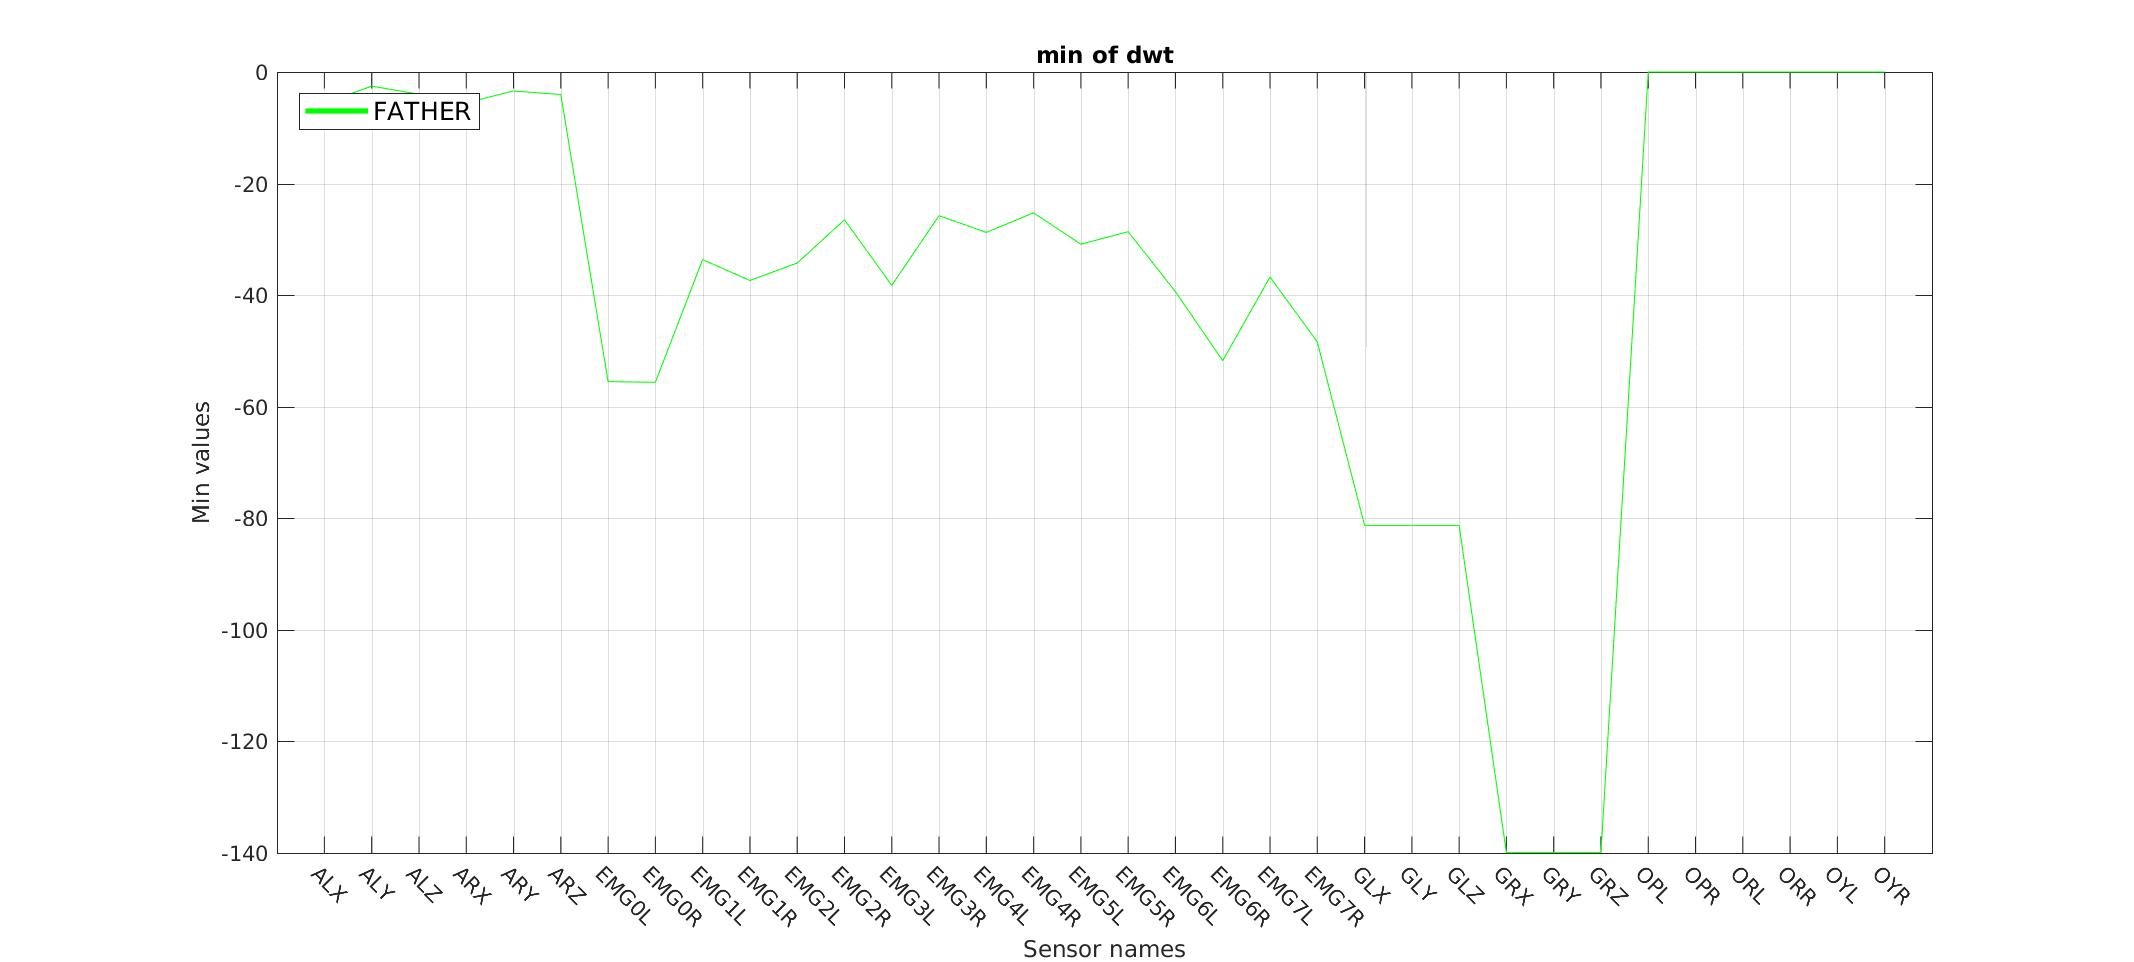 min of dwt
FATHER
Min values
0
-20
-40
-60
-80
-100
-120
-140
ALX
ALY
ALZ
ARX
ARY
ARZ
EMG0L
EMG0R
EMG1L
EMG1R
EMG2L
EMG2R
EMG3L
EMG3R
EMG4L
EMG4R
EMG5L
EMG5R
EMG6L
EMG6R
EMG7L
EMG7R
GLX
GLY
GLZ
GRX
GRY
GRZ
OPL
OPR
ORL
ORR
OYL
OYR
Sensor names